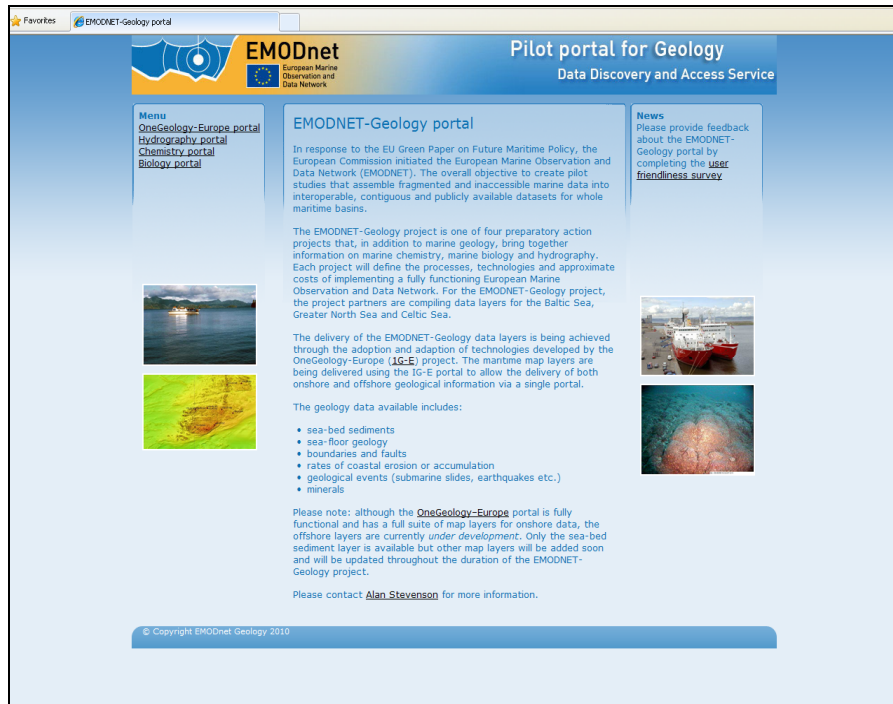 Favorites
EMODNET-Geology portal
EMODnet
European Marine
Observation and
Data Network
Pilot portal for Geology
Data Discovery and Access Service
Menu
OneGeology-Europe portal
Hydrography portal
Chemistry portal
Biology portal
EMODNET-Geology portal
In response to the EU Green Paper on Future Maritime Policy, the
European Commission initiated the European Marine Observation and
Data Network (EMODNET). The overall objective to create pilot
studies that assemble fragmented and inaccessible marine data into
interoperable, contiguous and publicly available datasets for whole
maritime basins.
The EMODNET-Geology project is one of four preparatory action
projects that, in addition to marine geology, bring together
information on marine chemistry, marine biology and hydrography.
Each project will define the processes, technologies and approximate
costs of implementing a fully functioning European Marine
Observation and Data Network. For the EMODNET-Geology project,
the project partners are compiling data layers for the Baltic Sea,
Greater North Sea and Celtic Sea.
The delivery of the EMODNET-Geology data layers is being achieved
through the adoption and adaption of technologies developed by the
OneGeology-Europe (1G-E) project. The maritime map layers are
being delivered using the IG-E portal to allow the delivery of both
onshore and offshore geological information via a single portal.
The geology data available includes:
• sea-bed sediments
• sea-floor geology
• boundaries and faults
• rates of coastal erosion or accumulation
• geological events (submarine slides, earthquakes etc.)
• minerals
Please note: although the OneGeology-Europe portal is fully
functional and has a full suite of map layers for onshore data, the
offshore layers are currently under development. Only the sea-bed
sediment layer is available but other map layers will be added soon
and will be updated throughout the duration of the EMODNET-
Geology project.
Please contact Alan Stevenson for more information.
News
Please provide feedback
about the EMODNET-
Geology portal by
completing the user
friendliness survey
© Copyright EMODnet Geology 2010